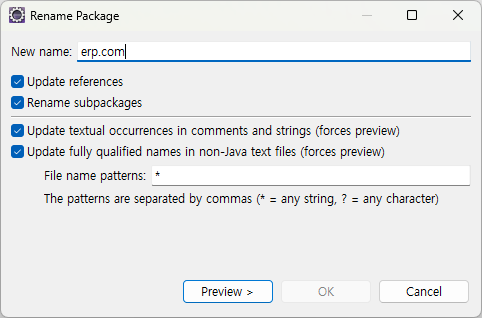 Rename Package
New name: erp.com
Update references
Rename subpackages
Update textual occurrences in comments and strings (forces preview)
Update fully qualified names in non-Java text files (forces preview)
File name patterns: *
The patterns are separated by commas (* = any string, ? = any character)
Preview > OK Cancel